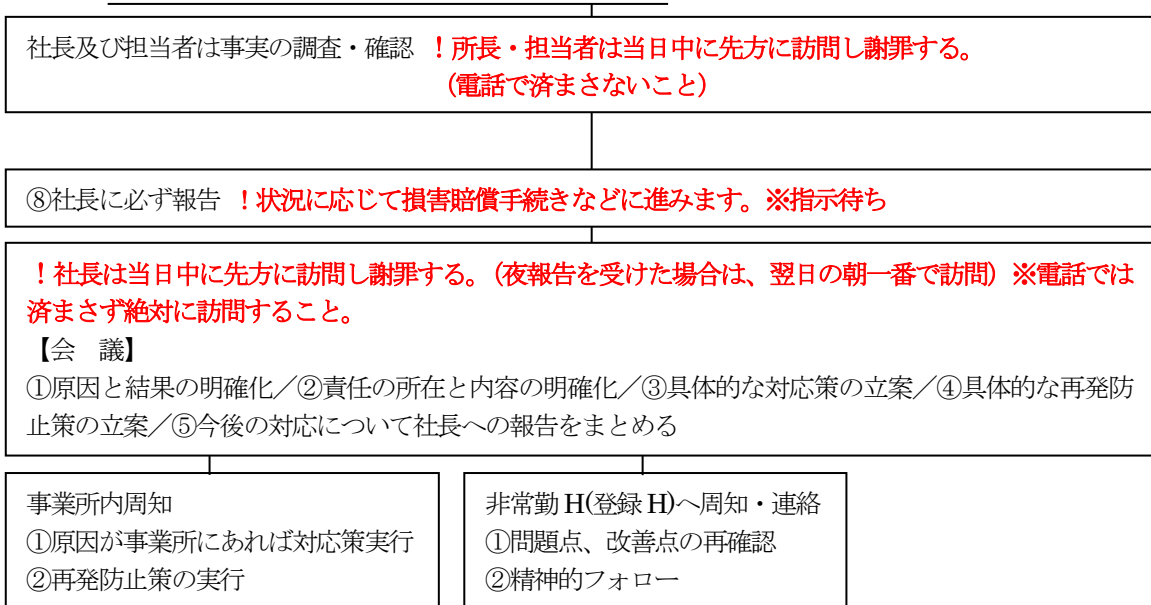 社長及び担当者は事実の調査・確認 ！所長・担当者は当日中に先方に訪問し謝罪する。
（電話で済まさないこと）
⑧社長に必ず報告 ！状況に応じて損害賠償手続きなどに進みます。※指示待ち
！社長は当日中に先方に訪問し謝罪する。（夜報告を受けた場合は、翌日の朝一番で訪問）※電話では
済まさず絶対に訪問すること。
【会　議】
①原因と結果の明確化／②責任の所在と内容の明確化／③具体的な対応策の立案／④具体的な再発防
止策の立案／⑤今後の対応について社長への報告をまとめる
事業所内周知
①原因が事業所にあれば対応策実行
②再発防止策の実行
非常勤 H(登録 H)へ周知・連絡
①問題点、改善点の再確認
②精神的フォロー